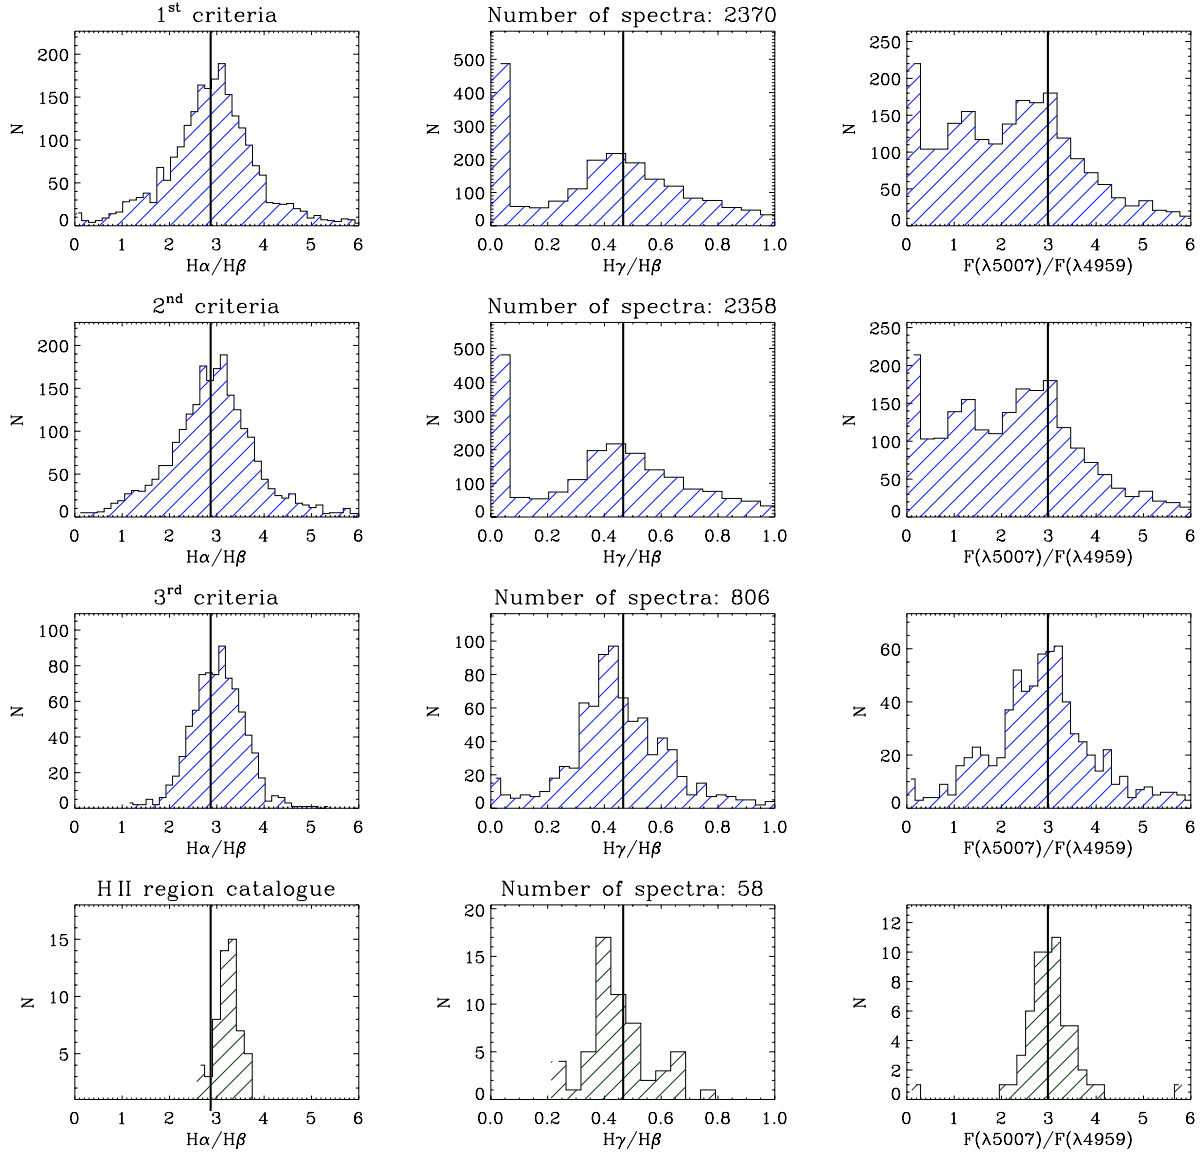 1st criteria
Number of spectra: 2370
200
150
100
50
0
N
0 1 2 3 4 5 6
Hα/Hβ
500
400
300
200
100
0
N
0.0 0.2 0.4 0.6 0.8 1.0
Hγ/Hβ
250
200
150
100
50
0
N
0 1 2 3 4 5 6
F(λ5007)/F(λ4959)
2nd criteria
Number of spectra: 2358
200
150
100
50
0
N
0 1 2 3 4 5 6
Hα/Hβ
500
400
300
200
100
0
N
0.0 0.2 0.4 0.6 0.8 1.0
Hγ/Hβ
250
200
150
100
50
0
N
0 1 2 3 4 5 6
F(λ5007)/F(λ4959)
3rd criteria
Number of spectra: 806
100
80
60
40
20
0
N
0 1 2 3 4 5 6
Hα/Hβ
100
80
60
40
20
0
N
0.0 0.2 0.4 0.6 0.8 1.0
Hγ/Hβ
60
40
20
0
N
0 1 2 3 4 5 6
F(λ5007)/F(λ4959)
H II region catalogue
Number of spectra: 58
15
10
5
N
0 1 2 3 4 5 6
Hα/Hβ
20
15
10
5
0
N
0.0 0.2 0.4 0.6 0.8 1.0
Hγ/Hβ
12
10
8
6
4
2
0
N
0 1 2 3 4 5 6
F(λ5007)/F(λ4959)